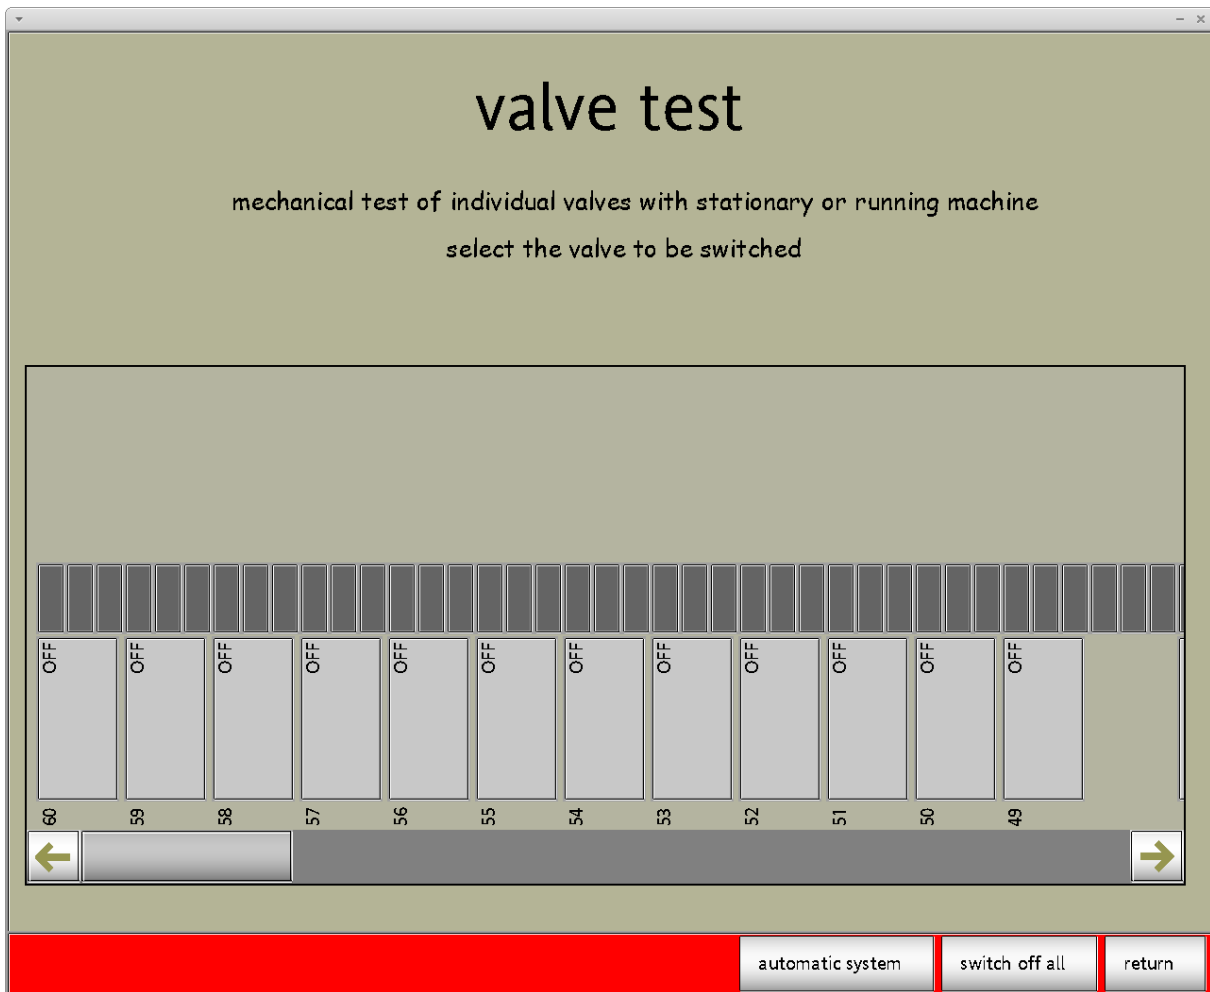 valve test
mechanical test of individual valves with stationary or running machine
select the valve to be switched
OFF OFF OFF OFF OFF OFF OFF OFF OFF OFF OFF OFF
60 59 58 57 56 55 54 53 52 51 50 49
automatic system switch off all return